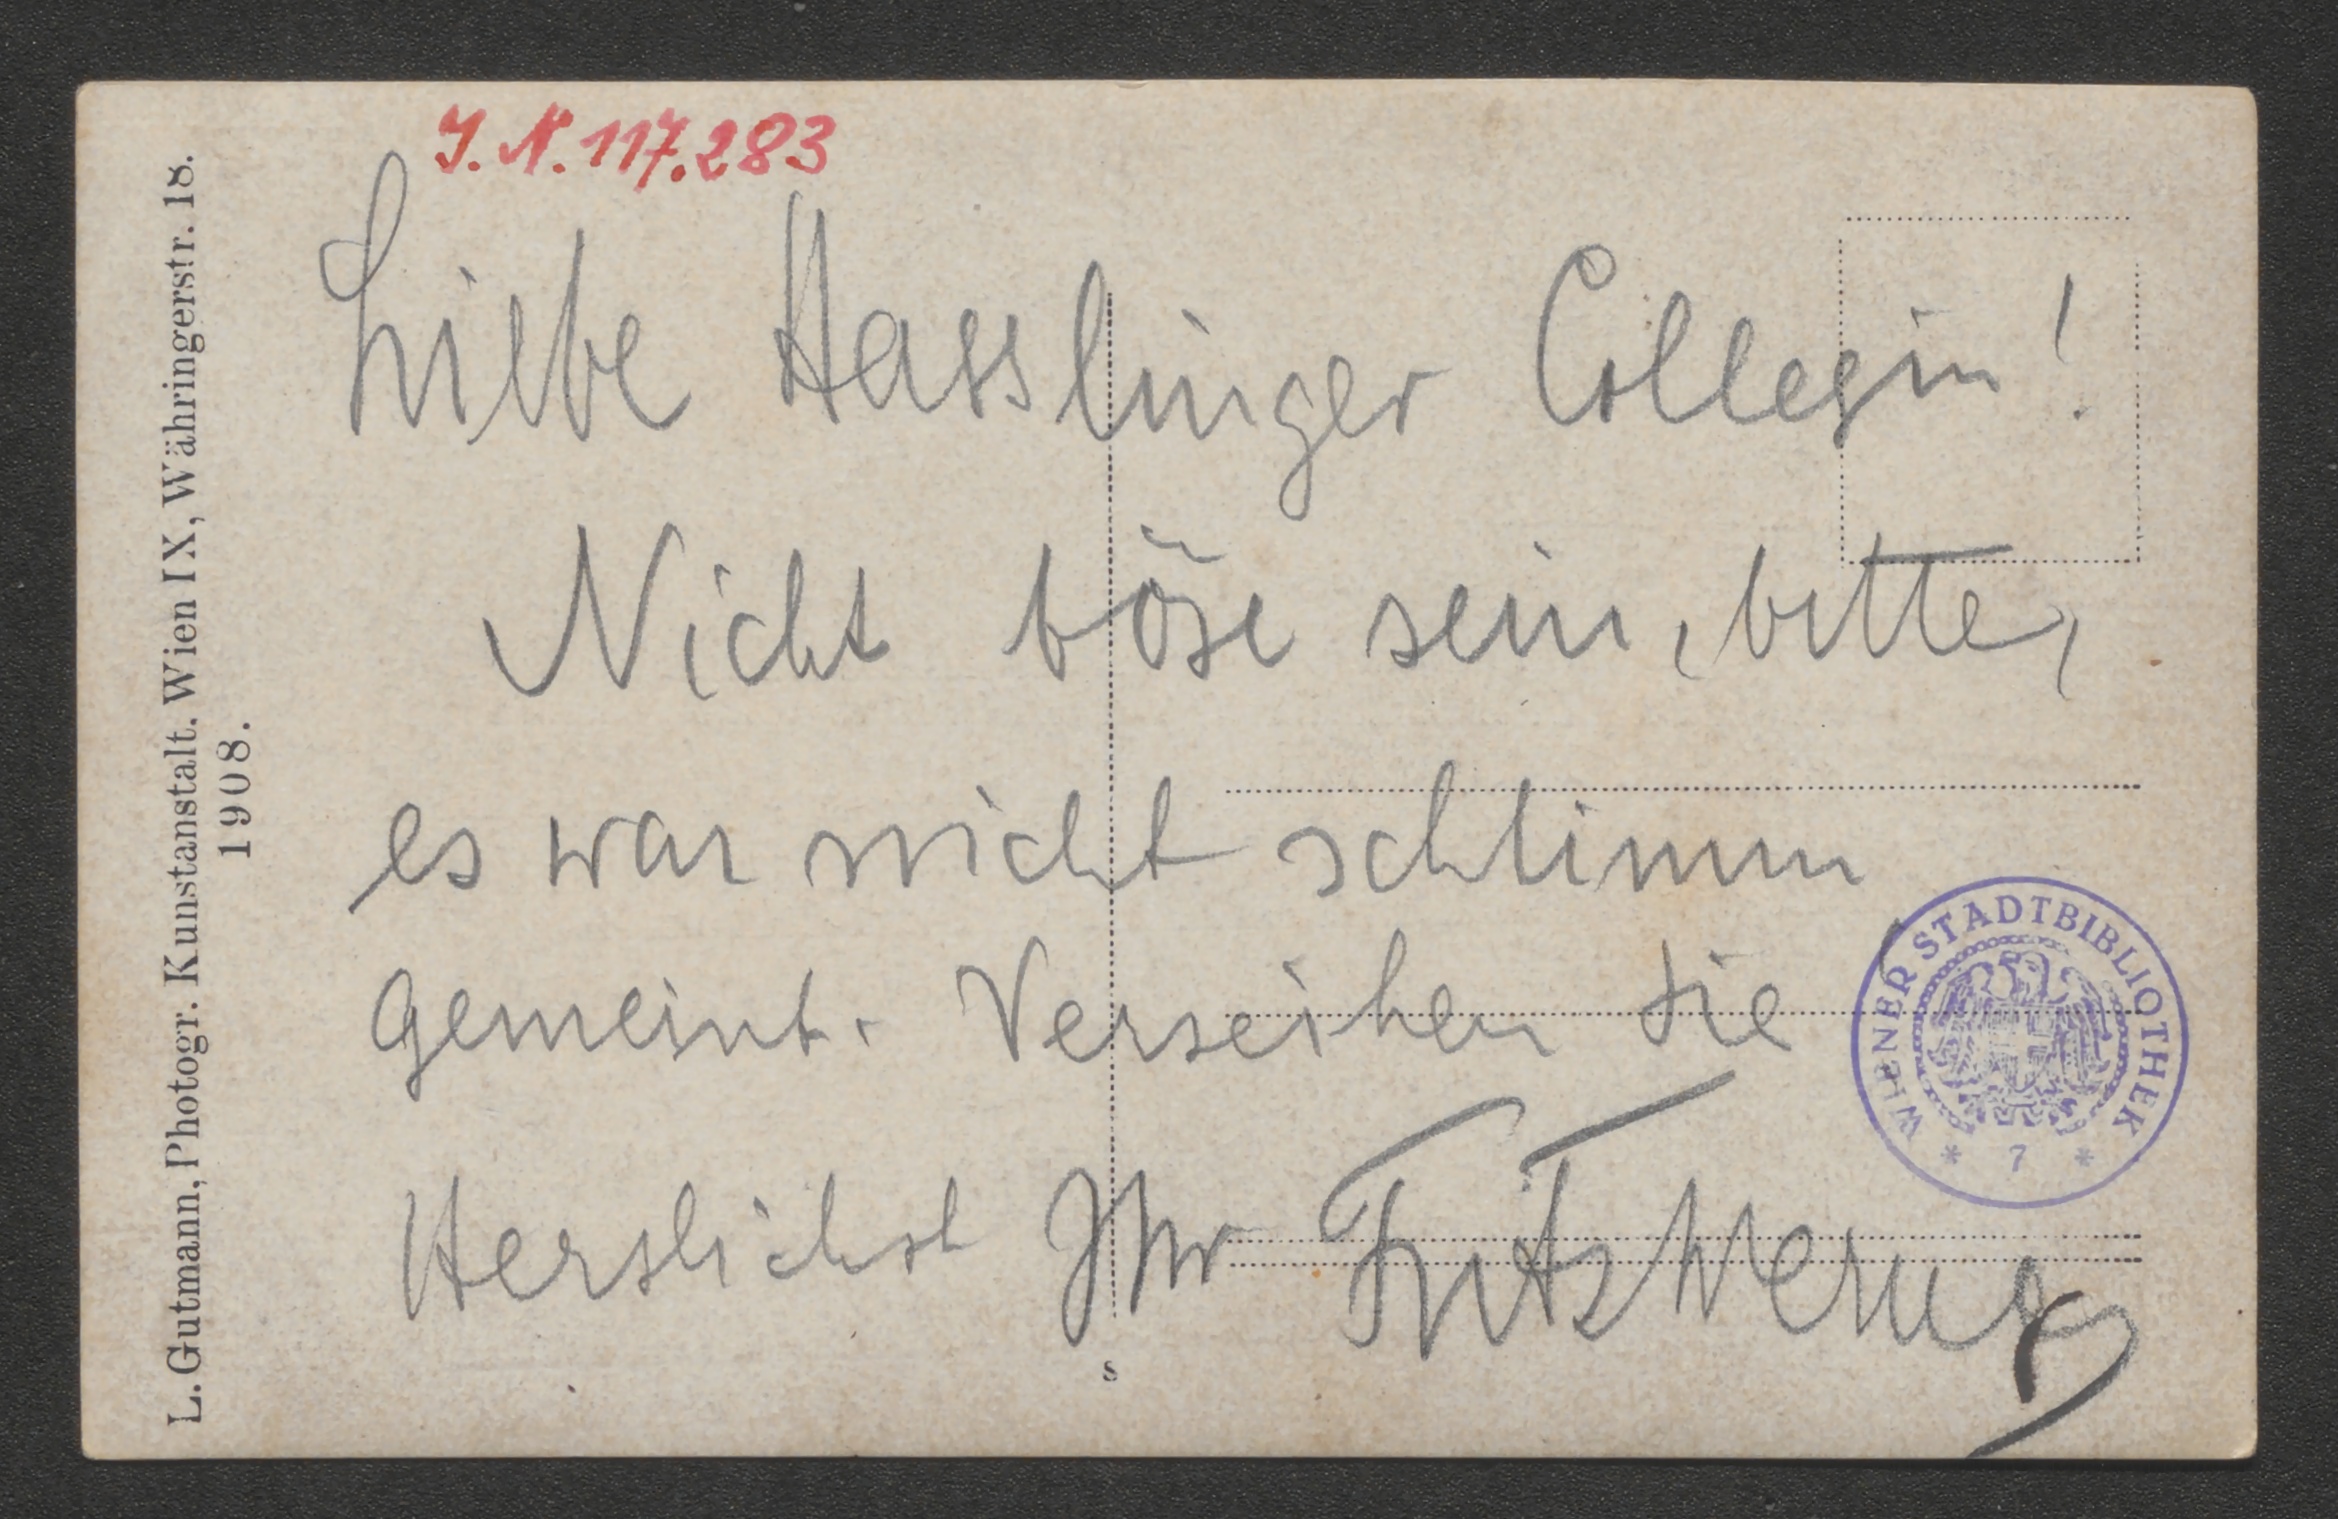 J. N. 117.283
Liebe Hasslinger Collegin!
Nicht böse sein, bitte,
es war nicht schlimm
gemeint. Verzeihen Sie
Herzlichst Ihr Fritz Werner
L. Gutmann, Photogr. Kunstanstalt. Wien IX, Währingerstr. 18.
1908.
s
WIENER STADTBIBLIOTHEK
* 7 *